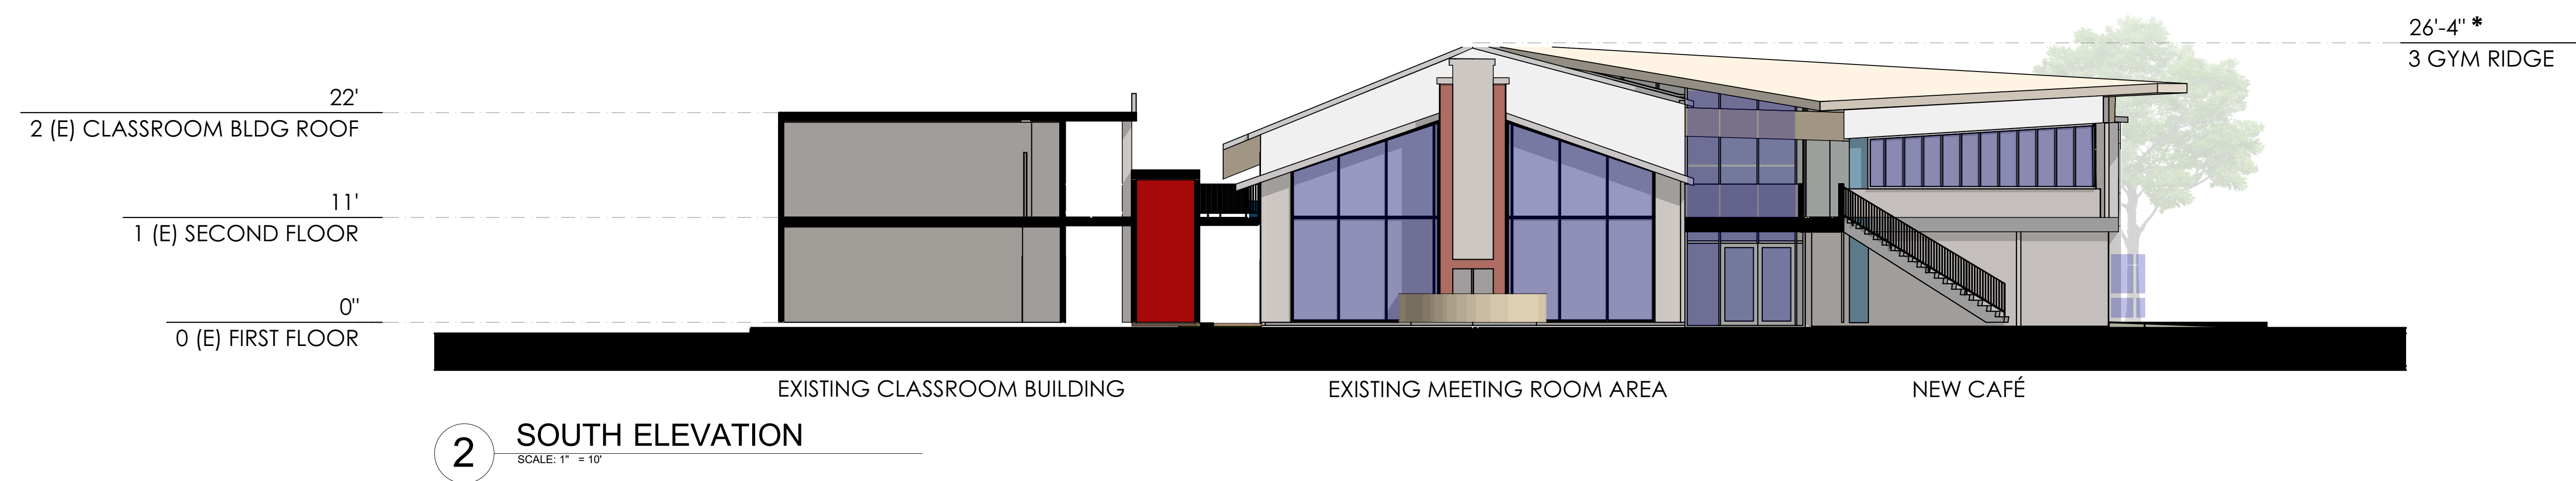 26'-4" *
3 GYM RIDGE
22'
2 (E) CLASSROOM BLDG ROOF
11'
1 (E) SECOND FLOOR
0"
0 (E) FIRST FLOOR
EXISTING CLASSROOM BUILDING
EXISTING MEETING ROOM AREA
NEW CAFÉ
2
SOUTH ELEVATION
SCALE: 1" = 10'